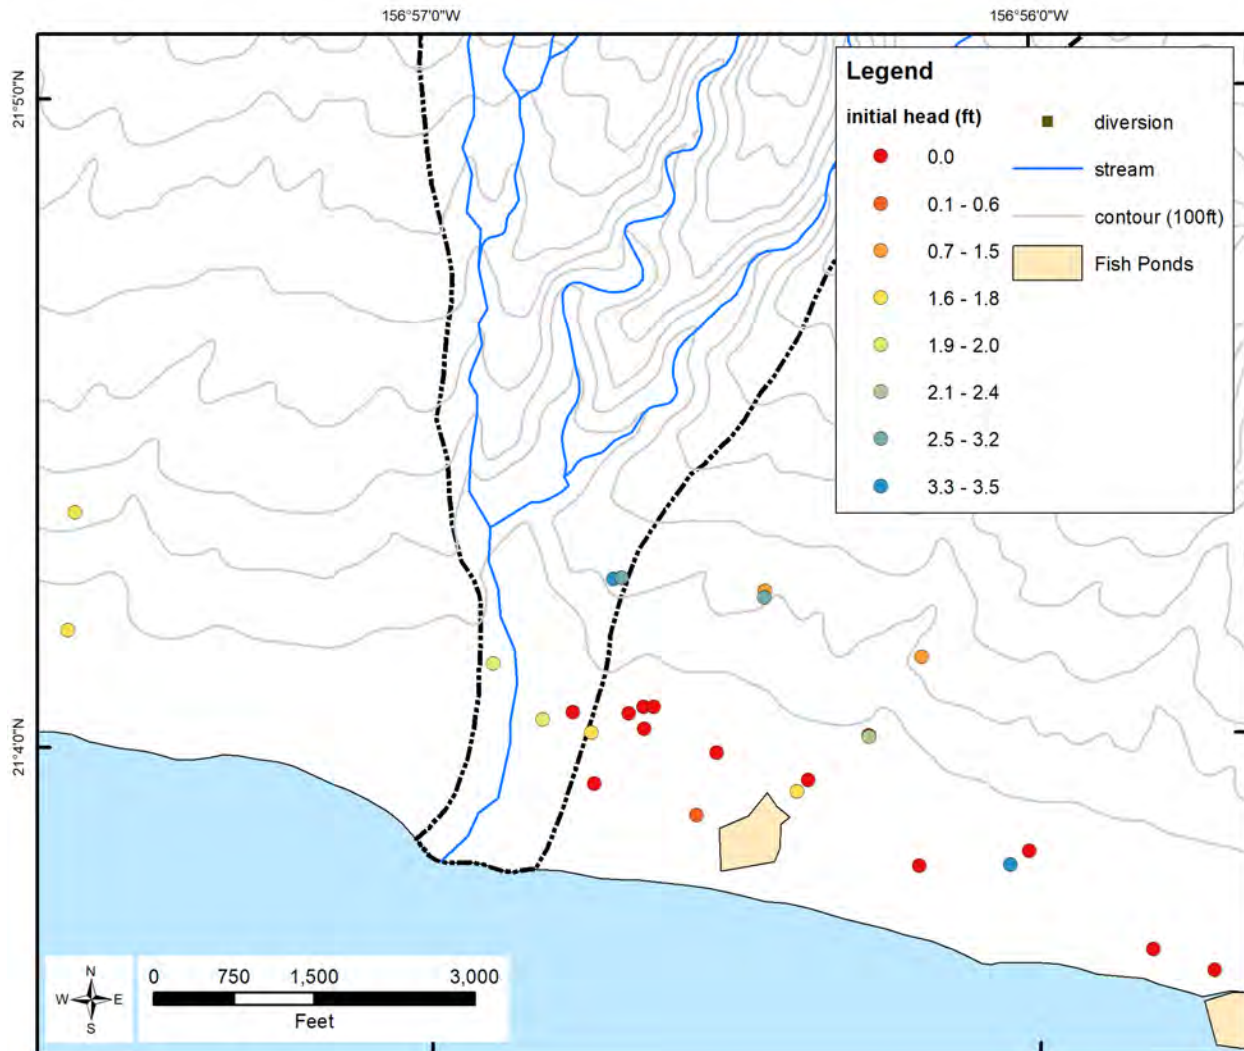 156°57'0"W
156°56'0"W
21°5'0"N
21°4'0"N
Legend
initial head (ft)
0.0
0.1 - 0.6
0.7 - 1.5
1.6 - 1.8
1.9 - 2.0
2.1 - 2.4
2.5 - 3.2
3.3 - 3.5
diversion
stream
contour (100ft)
Fish Ponds
N
W E
S
0 750 1,500 3,000
Feet